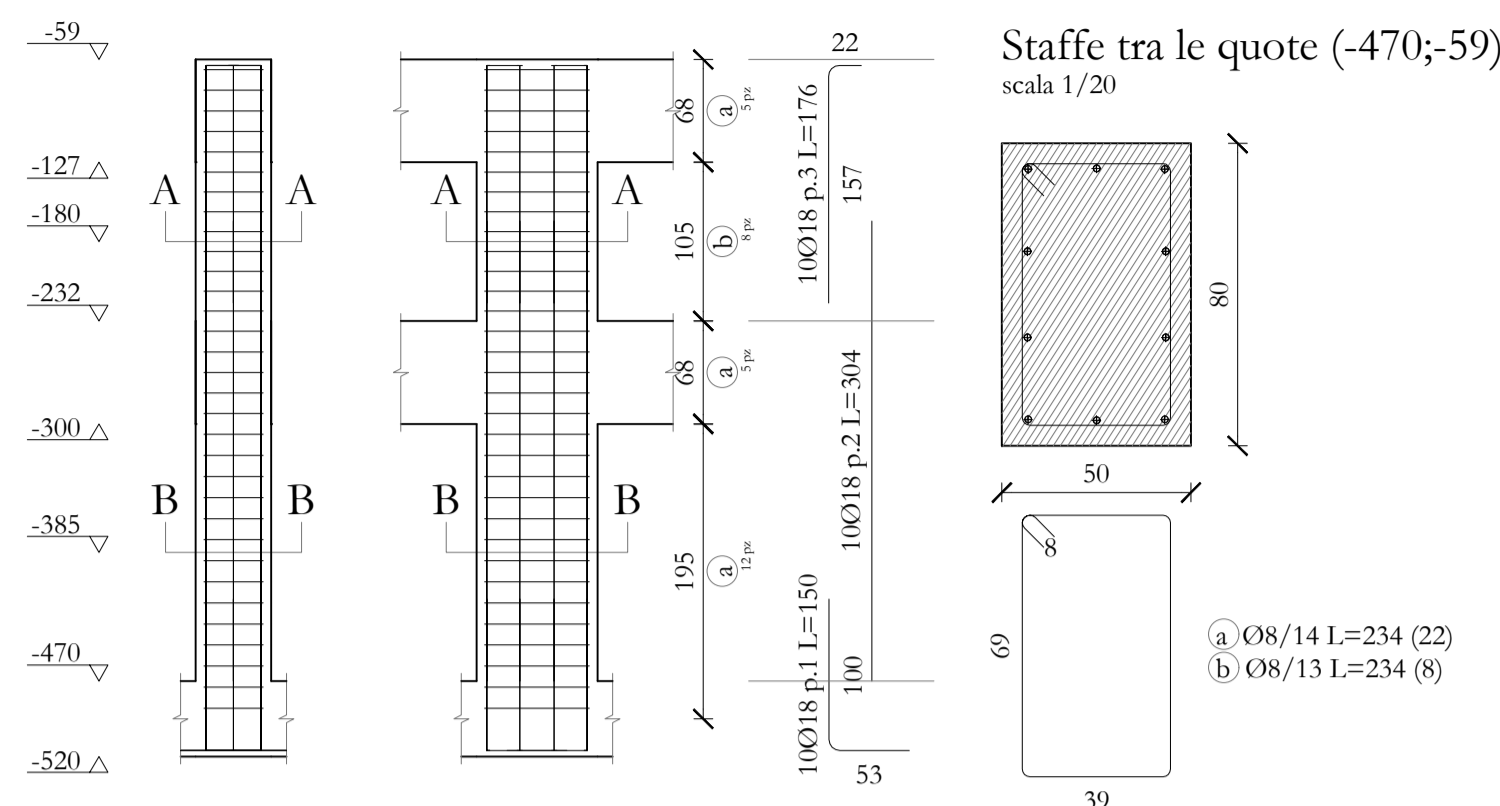 -59
-127
-180
-232
-300
-385
-470
-520
A A
B B
A A
B B
68 a 5 pz
105 b 8 pz
68 a 5 pz
195 a 12 pz
22
10Ø18 p.3 L=176
157
10Ø18 p.2 L=304
10Ø18 p.1 L=150
100
53
Staffe tra le quote (-470;-59)
scala 1/20
80
50
8
69
39
a Ø8/14 L=234 (22)
b Ø8/13 L=234 (8)